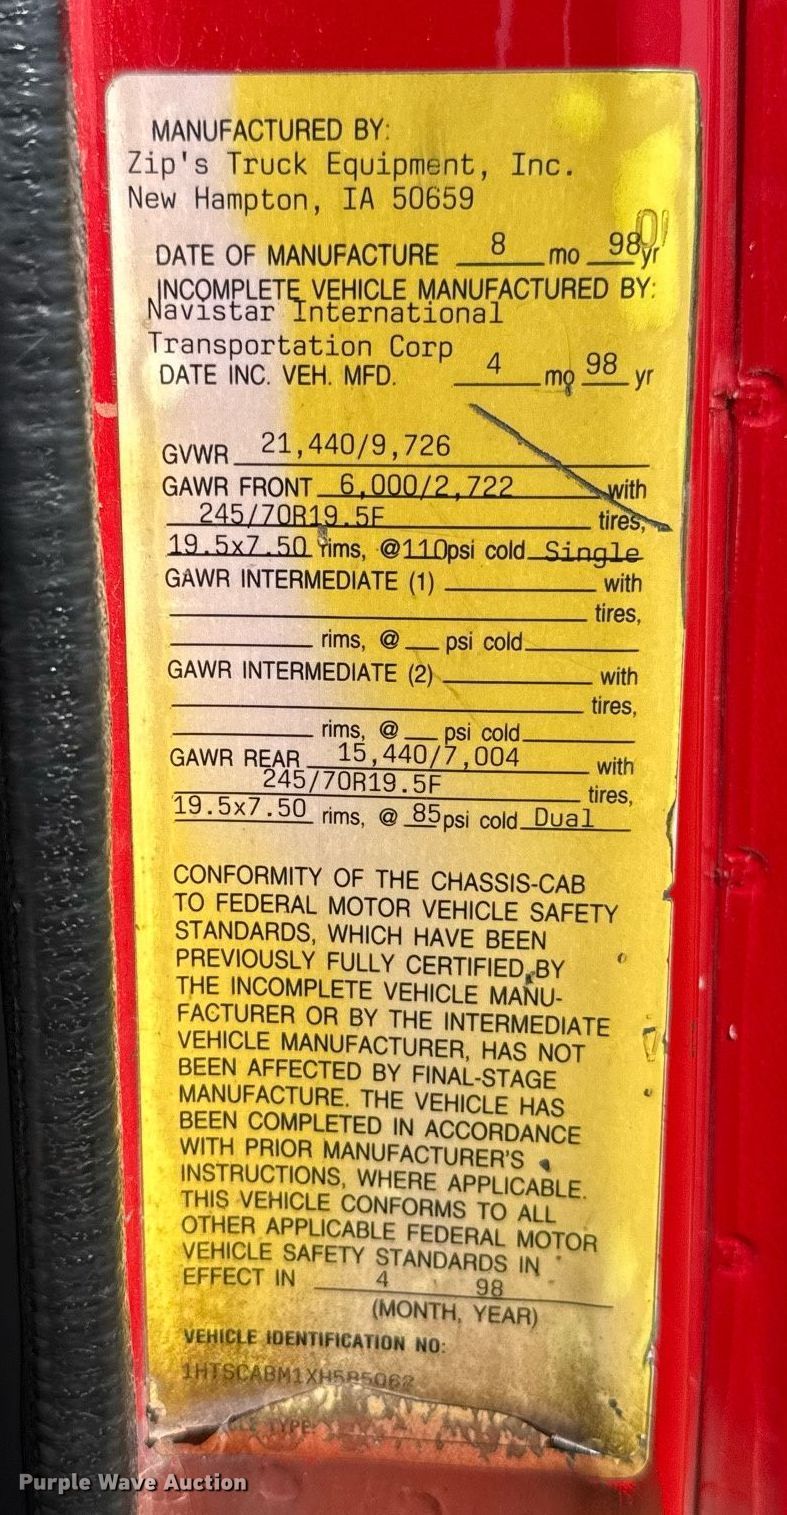 MANUFACTURED BY:
Zip's Truck Equipment, Inc.
New Hampton, IA 50659
DATE OF MANUFACTURE 8 mo 98 yr
INCOMPLETE VEHICLE MANUFACTURED BY:
Navistar International
Transportation Corp
DATE INC. VEH. MFD. 4 mo 98 yr
GVWR 21,440/9,726
GAWR FRONT 6,000/2,722 with
245/70R19.5F tires,
19.5x7.50 rims, @110psi cold Single
GAWR INTERMEDIATE (1) with
tires,
rims, @ psi cold
GAWR INTERMEDIATE (2) with
tires,
rims, @ psi cold
GAWR REAR 15,440/7,004 with
245/70R19.5F tires,
19.5x7.50 rims, @ 85psi cold Dual
CONFORMITY OF THE CHASSIS-CAB
TO FEDERAL MOTOR VEHICLE SAFETY
STANDARDS, WHICH HAVE BEEN
PREVIOUSLY FULLY CERTIFIED BY
THE INCOMPLETE VEHICLE MANU-
FACTURER OR BY THE INTERMEDIATE
VEHICLE MANUFACTURER, HAS NOT
BEEN AFFECTED BY FINAL-STAGE
MANUFACTURE. THE VEHICLE HAS
BEEN COMPLETED IN ACCORDANCE
WITH PRIOR MANUFACTURER'S
INSTRUCTIONS, WHERE APPLICABLE.
THIS VEHICLE CONFORMS TO ALL
OTHER APPLICABLE FEDERAL MOTOR
VEHICLE SAFETY STANDARDS IN
EFFECT IN 4 98
(MONTH, YEAR)
VEHICLE IDENTIFICATION NO:
1HTSCABM1XH585062
TYPE:
Purple Wave Auction